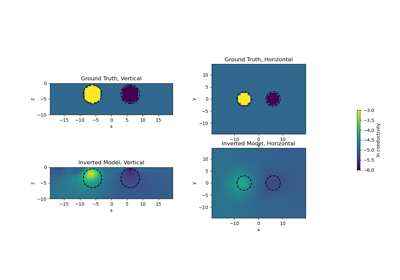 Ground Truth, Vertical
0
−5
−10
z
−15 −10 −5 0 5 10 15
x
Ground Truth, Horizontal
10
5
0
−5
−10
y
−10 0 10
Inverted Model, Vertical
0
−5
−10
z
−15 −10 −5 0 5 10 15
x
Inverted Model, Horizontal
10
5
0
−5
−10
y
−10 0 10
x
−3.0
−3.5
−4.0
−4.5
−5.0
−5.5
−6.0
ln conductivity